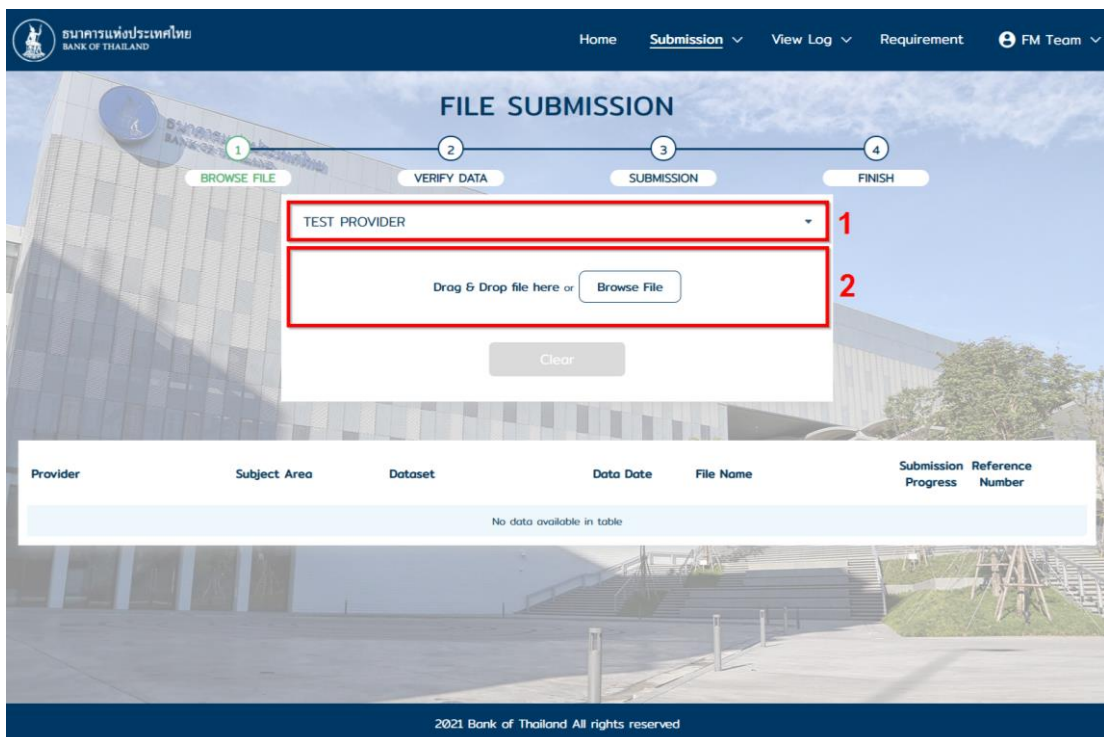 ธนาคารแห่งประเทศไทย
BANK OF THAILAND
Home Submission View Log Requirement FM Team
FILE SUBMISSION
1 2 3 4
BROWSE FILE VERIFY DATA SUBMISSION FINISH
TEST PROVIDER 1
Drag & Drop file here or Browse File 2
Clear
Provider Subject Area Dataset Data Date File Name Submission Progress Reference Number
No data available in table
2021 Bank of Thailand All rights reserved